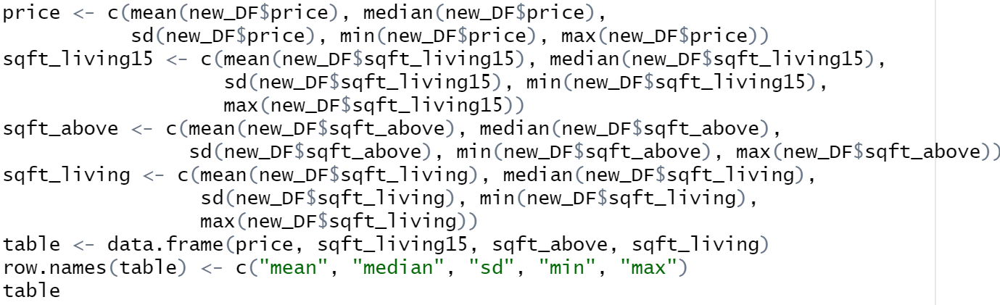 price <- c(mean(new_DF$price), median(new_DF$price),
           sd(new_DF$price), min(new_DF$price), max(new_DF$price))
sqft_living15 <- c(mean(new_DF$sqft_living15), median(new_DF$sqft_living15),
                   sd(new_DF$sqft_living15), min(new_DF$sqft_living15),
                   max(new_DF$sqft_living15))
sqft_above <- c(mean(new_DF$sqft_above), median(new_DF$sqft_above),
                sd(new_DF$sqft_above), min(new_DF$sqft_above), max(new_DF$sqft_above))
sqft_living <- c(mean(new_DF$sqft_living), median(new_DF$sqft_living),
                 sd(new_DF$sqft_living), min(new_DF$sqft_living),
                 max(new_DF$sqft_living))
table <- data.frame(price, sqft_living15, sqft_above, sqft_living)
row.names(table) <- c("mean", "median", "sd", "min", "max")
table